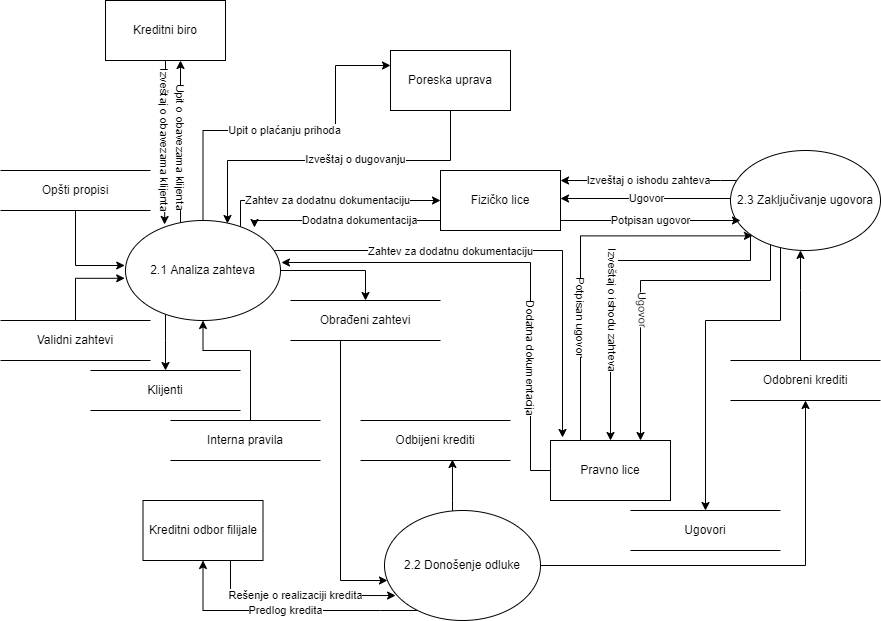 Kreditni biro
Poreska uprava
Izveštaj o obavezama klijenta
Upit o obavezama klijenta
Upit o plaćanju prihoda
Izveštaj o dugovanju
Opšti propisi
Zahtev za dodatnu dokumentaciju
Fizičko lice
Dodatna dokumentacija
Izveštaj o ishodu zahteva
Ugovor
Potpisan ugovor
2.3 Zaključivanje ugovora
2.1 Analiza zahteva
Zahtev za dodatnu dokumentaciju
Dodatna dokumentacija
Potpisan ugovor
Izveštaj o ishodu zahteva
Ugovor
Obrađeni zahtevi
Validni zahtevi
Klijenti
Interna pravila
Odbijeni krediti
Odobreni krediti
Pravno lice
Kreditni odbor filijale
Ugovori
2.2 Donošenje odluke
Rešenje o realizaciji kredita
Predlog kredita